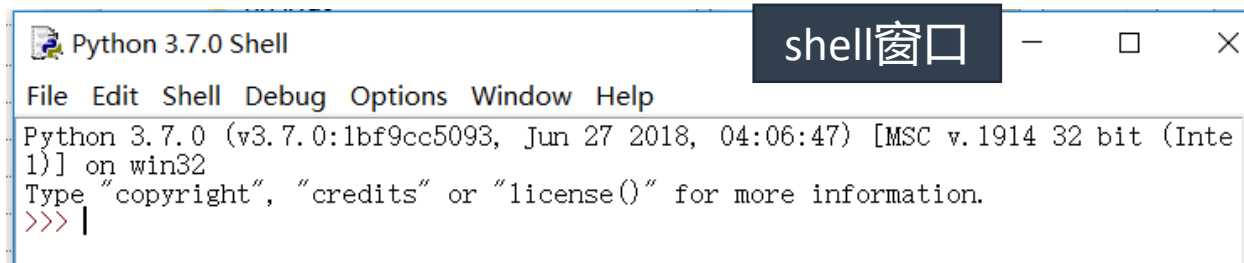 Python 3.7.0 Shell
shell窗口
File Edit Shell Debug Options Window Help
Python 3.7.0 (v3.7.0:1bf9cc5093, Jun 27 2018, 04:06:47) [MSC v.1914 32 bit (Inte
l)] on win32
Type "copyright", "credits" or "license()" for more information.
>>>